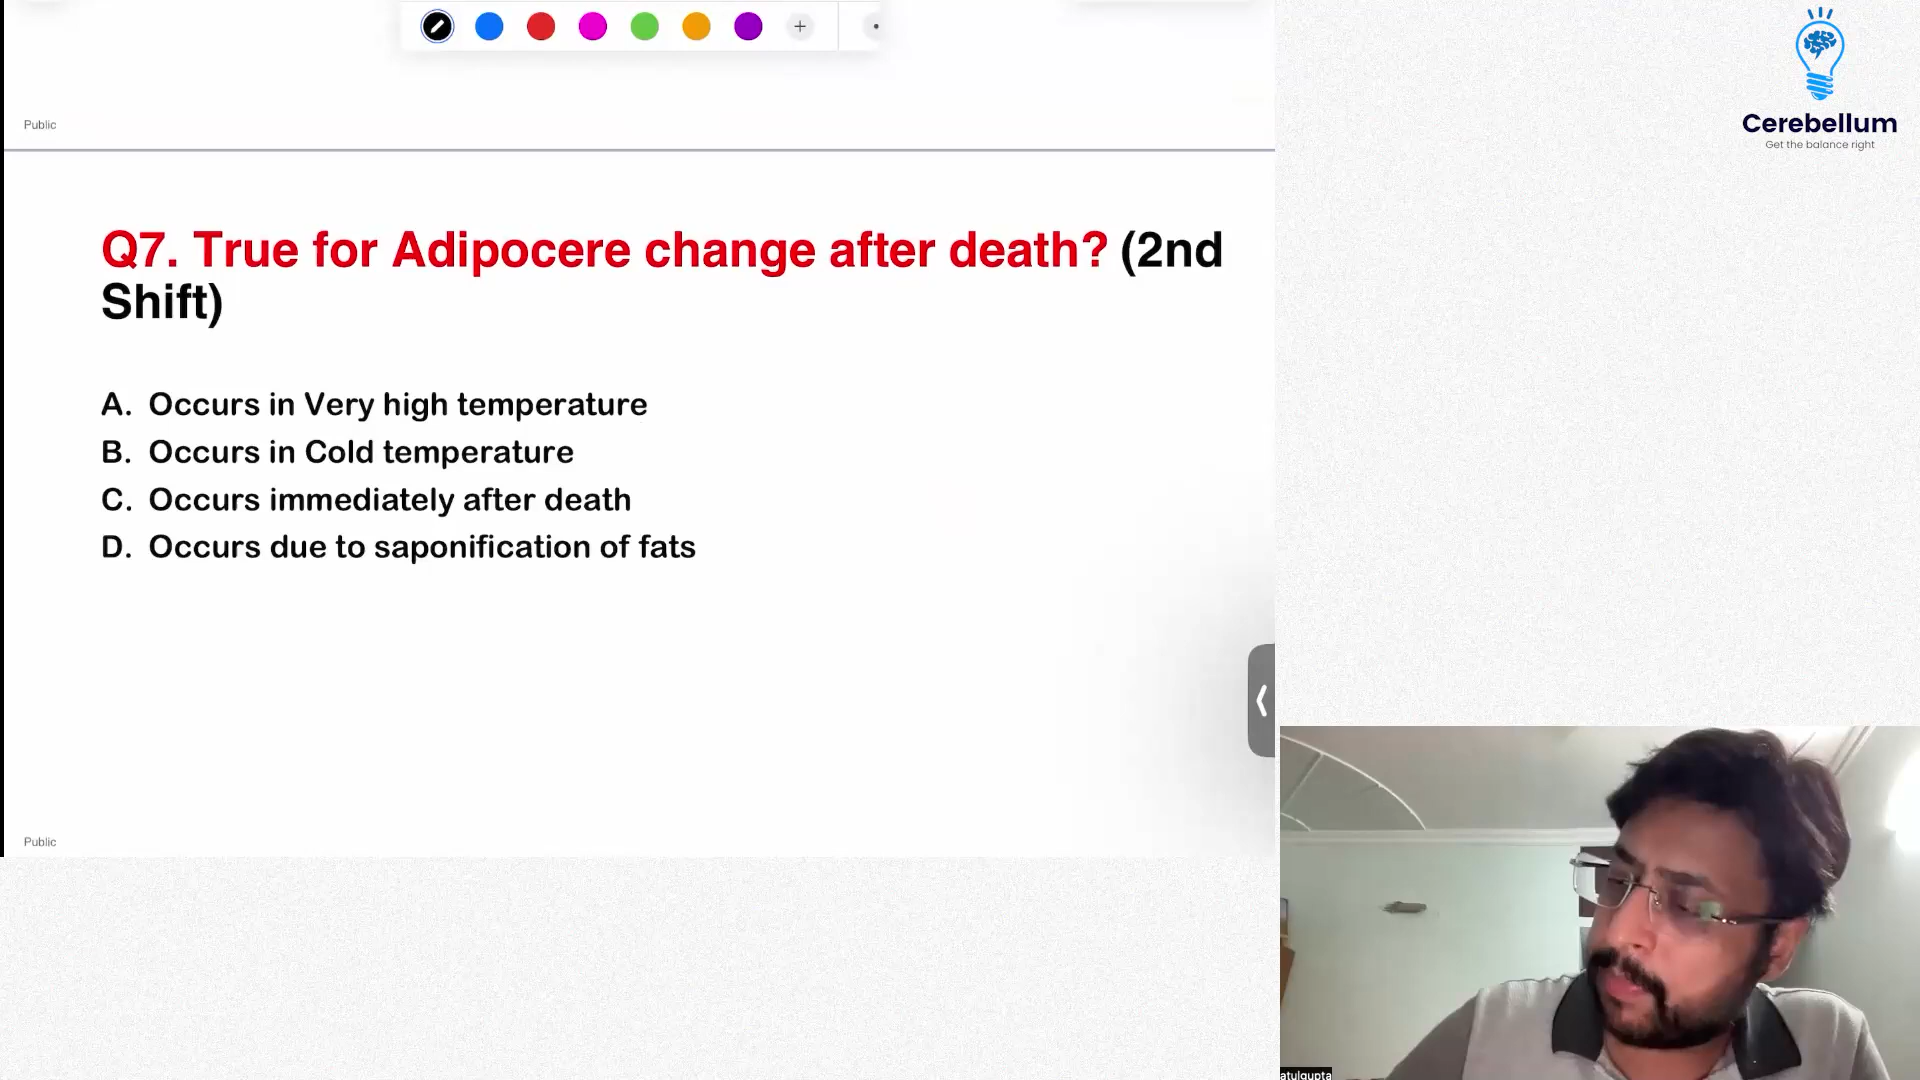 Public
Cerebellum
Get the balance right
Q7. True for Adipocere change after death? (2nd
Shift)
A. Occurs in Very high temperature
B. Occurs in Cold temperature
C. Occurs immediately after death
D. Occurs due to saponification of fats
Public
atulgupta